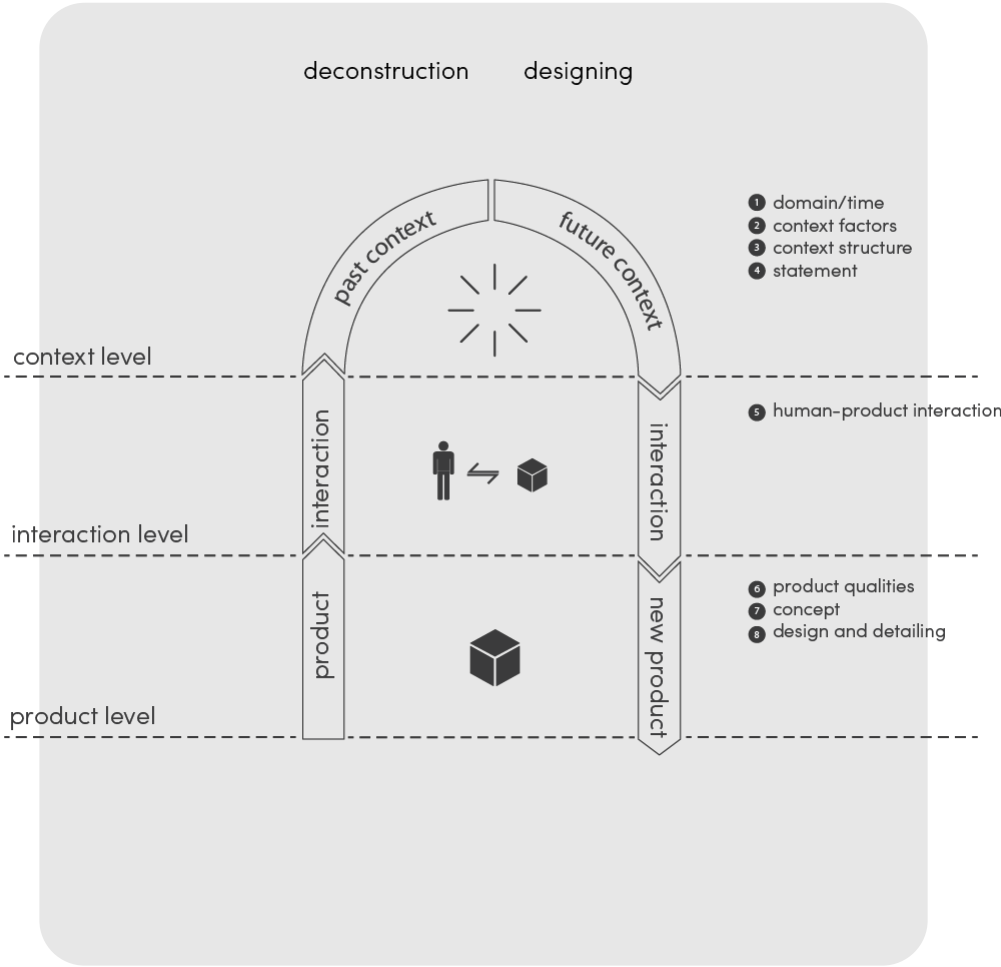 deconstruction designing
past context
future context
1 domain/time
2 context factors
3 context structure
4 statement
context level
5 human-product interaction
interaction
interaction
interaction level
6 product qualities
7 concept
8 design and detailing
product
new product
product level